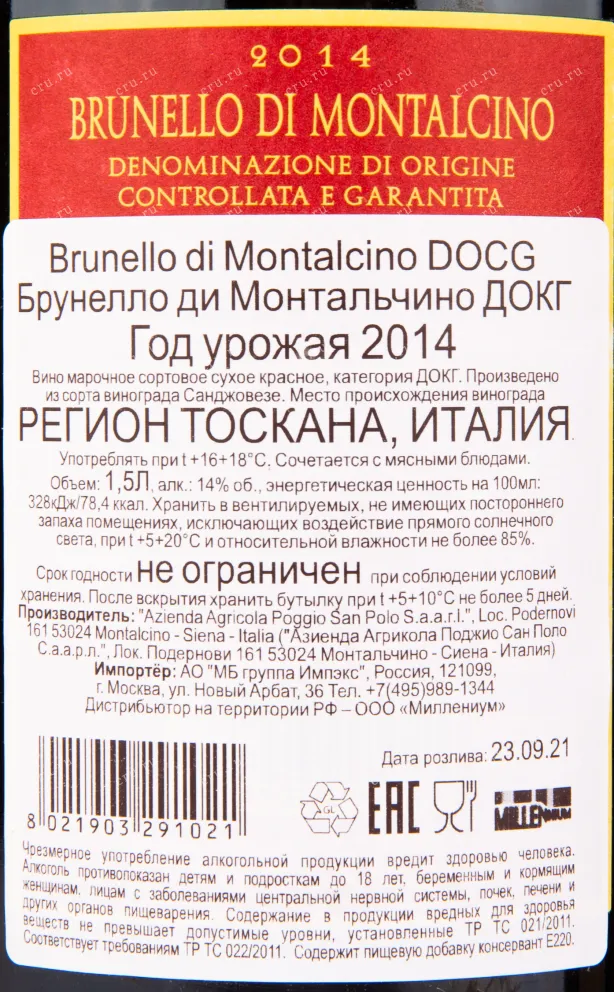 2014
BRUNELLO DI MONTALCINO
DENOMINAZIONE DI ORIGINE
CONTROLLATA E GARANTITA
Brunello di Montalcino DOCG
Брунелло ди Монтальчино ДОКГ
Год урожая 2014
Вино марочное сортовое сухое красное, категория ДОКГ. Произведено
из сорта винограда Санджовезе. Место происхождения винограда
РЕГИОН ТОСКАНА, ИТАЛИЯ.
Употреблять при t +16+18°C. Сочетается с мясными блюдами.
Объем: 1,5Л, алк.: 14% об., энергетическая ценность на 100мл:
328кДж/78,4 ккал. Хранить в вентилируемых, не имеющих постороннего
запаха помещениях, исключающих воздействие прямого солнечного
света, при t +5+20°C и относительной влажности не более 85%.
Срок годности не ограничен при соблюдении условий
хранения. После вскрытия хранить бутылку при t +5+10°C не более 5 дней.
Производитель: "Azienda Agricola Poggio San Polo S.a.a.r.l.", Loc. Podernovi
161 53024 Montalcino - Siena - Italia ("Азиенда Агрикола Поджио Сан Поло
С.а.а.р.л.", Лок. Подернови 161 53024 Монтальчино - Сиена - Италия)
Импортёр: АО "МБ группа Импэкс", Россия, 121099,
г. Москва, ул. Новый Арбат, 36 Тел. +7(495)989-1344
Дистрибьютор на территории РФ – ООО «Миллениум»
Дата розлива: 23.09.21
GL
EAC
MILLENNIUM
8 021903 291021
Чрезмерное употребление алкогольной продукции вредит здоровью человека.
Алкоголь противопоказан детям и подросткам до 18 лет, беременным и кормящим
женщинам, лицам с заболеваниями центральной нервной системы, почек, печени и
других органов пищеварения. Содержание в продукции вредных для здоровья
веществ не превышает допустимые уровни, установленные ТР ТС 021/2011.
Соответствует требованиям ТР ТС 022/2011. Содержит пищевую добавку консервант Е220.
cru.ru